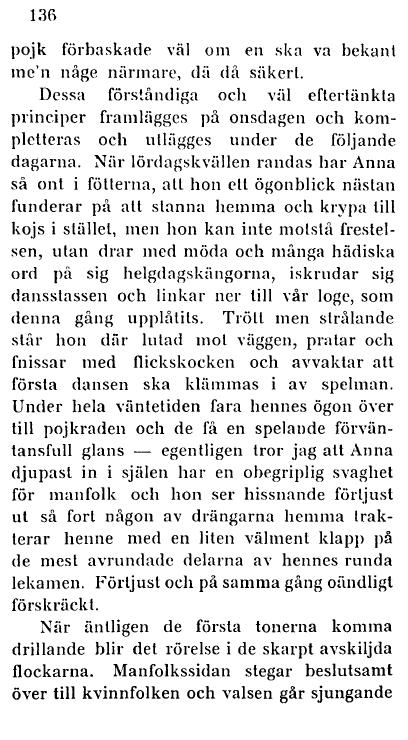 136
pojk förbaskade väl om en ska va bekant
me'n någe närmare, dä då säkert.
Dessa förståndiga och väl eftertänkta
principer framlägges på onsdagen och kom-
pletteras och utlägges under de följande
dagarna. När lördagskvällen randas har Anna
så ont i fötterna, att hon ett ögonblick nästan
funderar på att stanna hemma och krypa till
kojs i stället, men hon kan inte motstå frestel-
sen, utan drar med möda och många hädiska
ord på sig helgdagskängorna, iskrudar sig
dansstassen och linkar ner till vår loge, som
denna gång upplåtits. Trött men strålande
står hon där lutad mot väggen, pratar och
fnissar med flickskocken och avvaktar att
första dansen ska klämmas i av spelman.
Under hela väntetiden fara hennes ögon över
till pojkraden och de få en spelande förvän-
tansfull glans — egentligen tror jag att Anna
djupast in i själen har en obegriplig svaghet
för manfolk och hon ser hissnande förtjust
ut så fort någon av drängarna hemma trak-
terar henne med en liten välment klapp på
de mest avrundade delarna av hennes runda
lekamen. Förtjust och på samma gång oändligt
förskräckt.
När äntligen de första tonerna komma
drillande blir det rörelse i de skarpt avskiljda
flockarna. Manfolkssidan stegar beslutsamt
över till kvinnfolken och valsen går sjungande